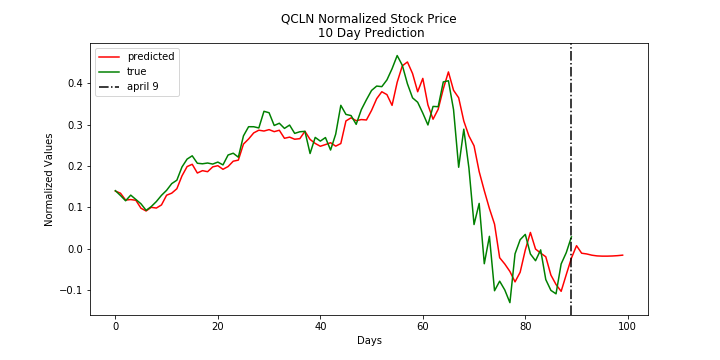 QCLN Normalized Stock Price
10 Day Prediction
predicted
true
april 9
Normalized Values
0.4
0.3
0.2
0.1
0.0
−0.1
0
20
40
60
80
100
Days